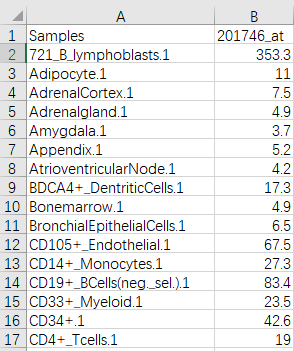 A B
1 Samples 201746_at
2 721_B_lymphoblasts.1 353.3
3 Adipocyte.1 11
4 AdrenalCortex.1 7.5
5 Adrenalgland.1 4.9
6 Amygdala.1 3.7
7 Appendix.1 5.2
8 AtrioventricularNode.1 4.2
9 BDCA4+_DentriticCells.1 17.3
10 Bonemarrow.1 4.9
11 BronchialEpithelialCells.1 6.5
12 CD105+_Endothelial.1 67.5
13 CD14+_Monocytes.1 27.3
14 CD19+_BCells(neg._sel.).1 83.4
15 CD33+_Myeloid.1 23.5
16 CD34+.1 42.6
17 CD4+_Tcells.1 19